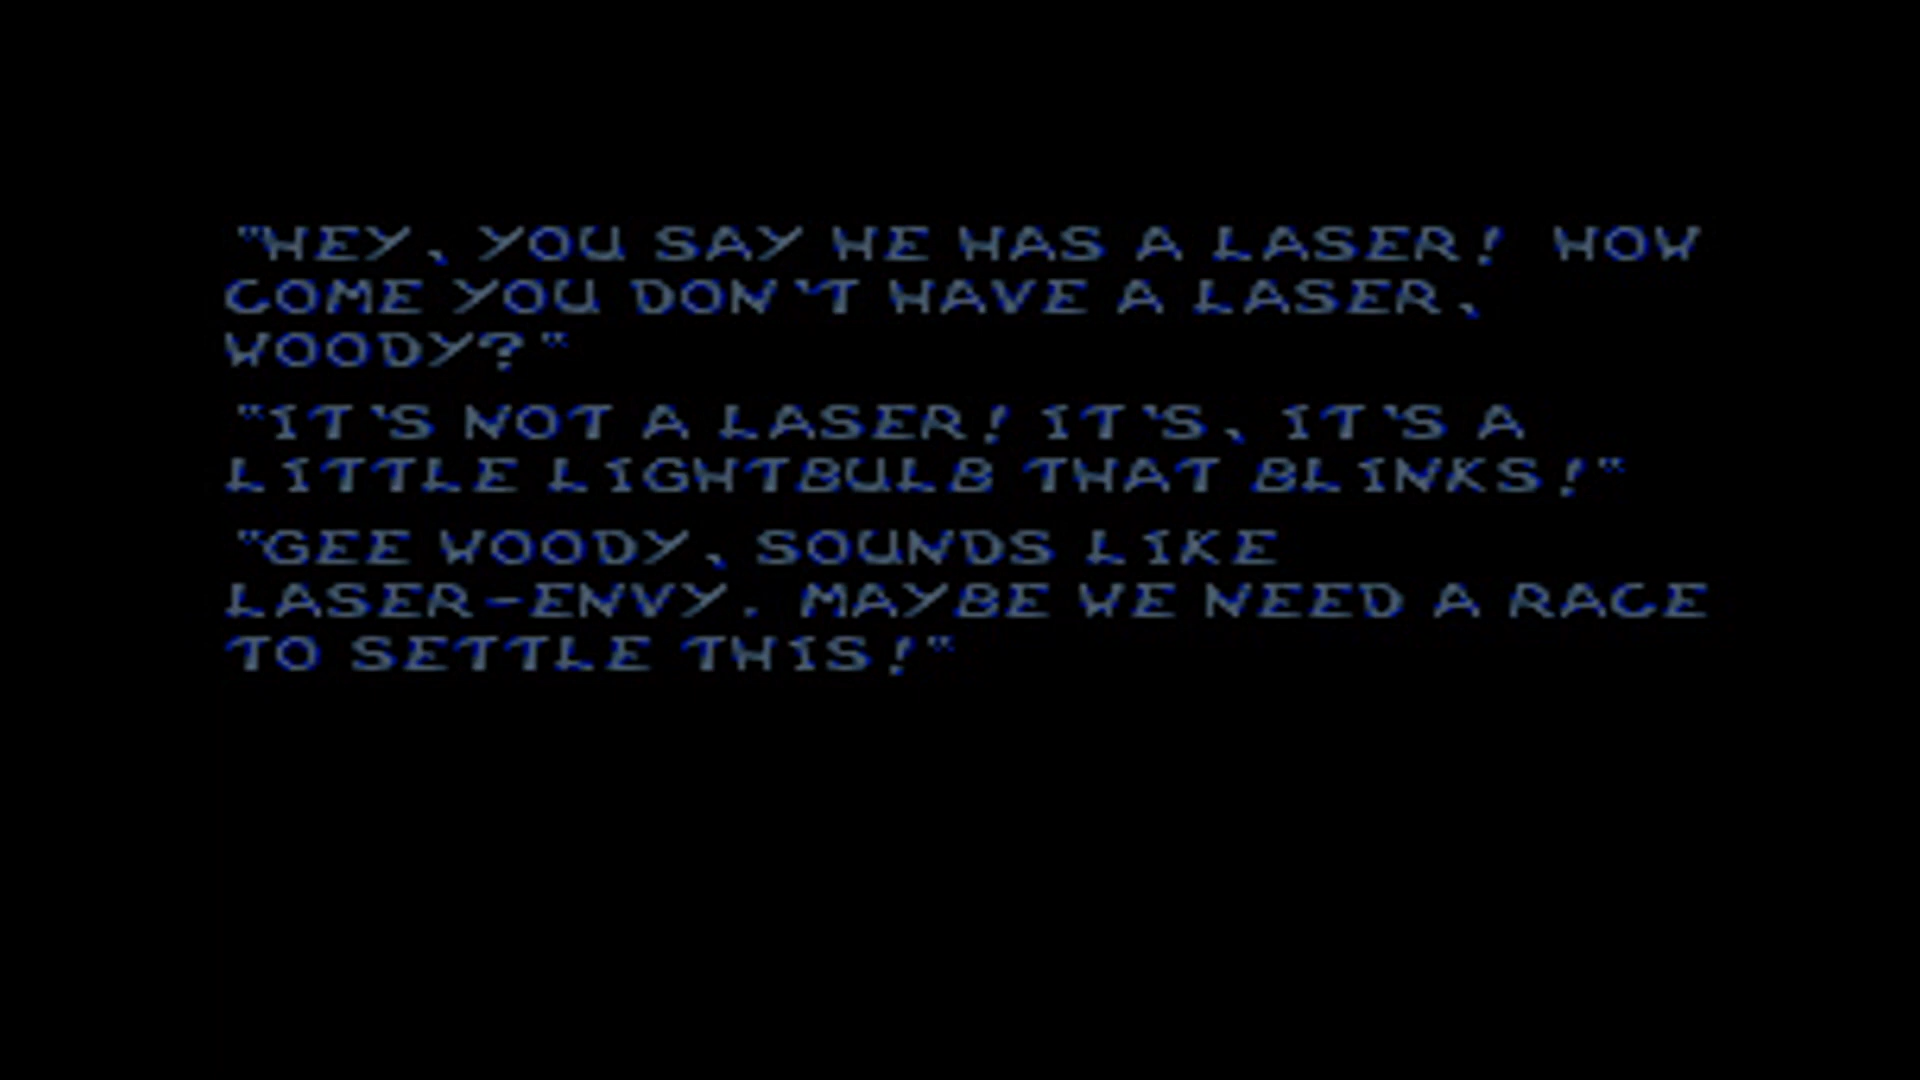 "HEY, YOU SAY HE HAS A LASER! HOW
COME YOU DON'T HAVE A LASER,
WOODY?"
"IT'S NOT A LASER! IT'S, IT'S A
LITTLE LIGHTBULB THAT BLINKS!"
"GEE WOODY, SOUNDS LIKE
LASER-ENVY. MAYBE WE NEED A RACE
TO SETTLE THIS!"